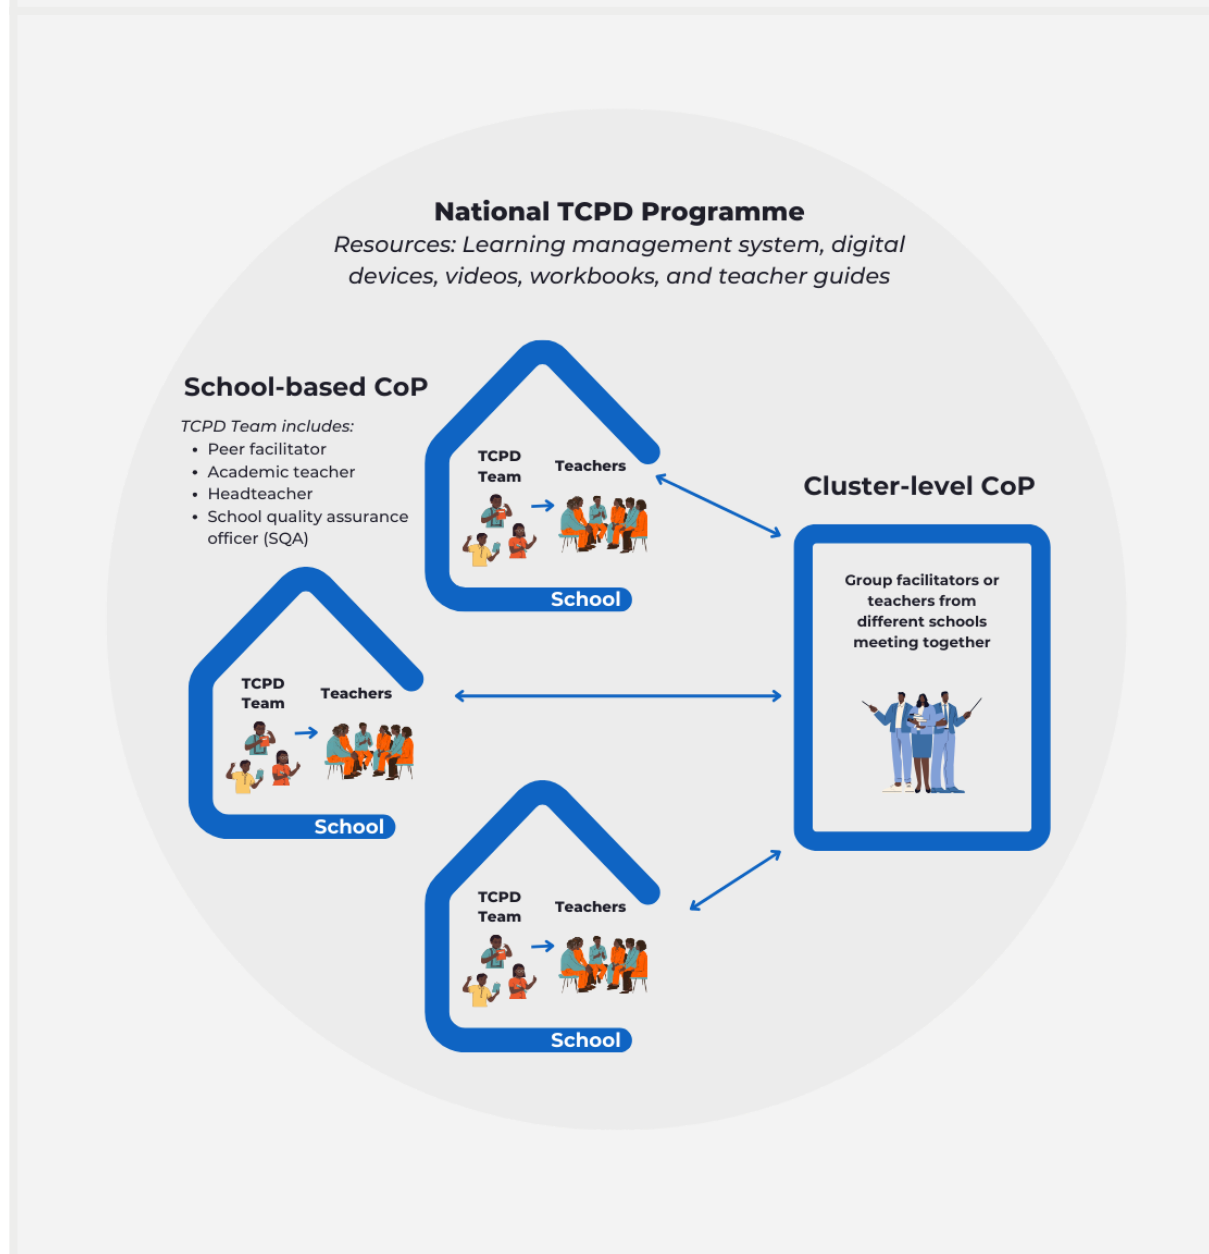 National TCPD Programme
Resources: Learning management system, digital
devices, videos, workbooks, and teacher guides
School-based CoP
TCPD Team includes:
• Peer facilitator
• Academic teacher
• Headteacher
• School quality assurance
officer (SQA)
TCPD
Team
Teachers
School
Cluster-level CoP
Group facilitators or
teachers from
different schools
meeting together
TCPD
Team
Teachers
School
TCPD
Team
Teachers
School